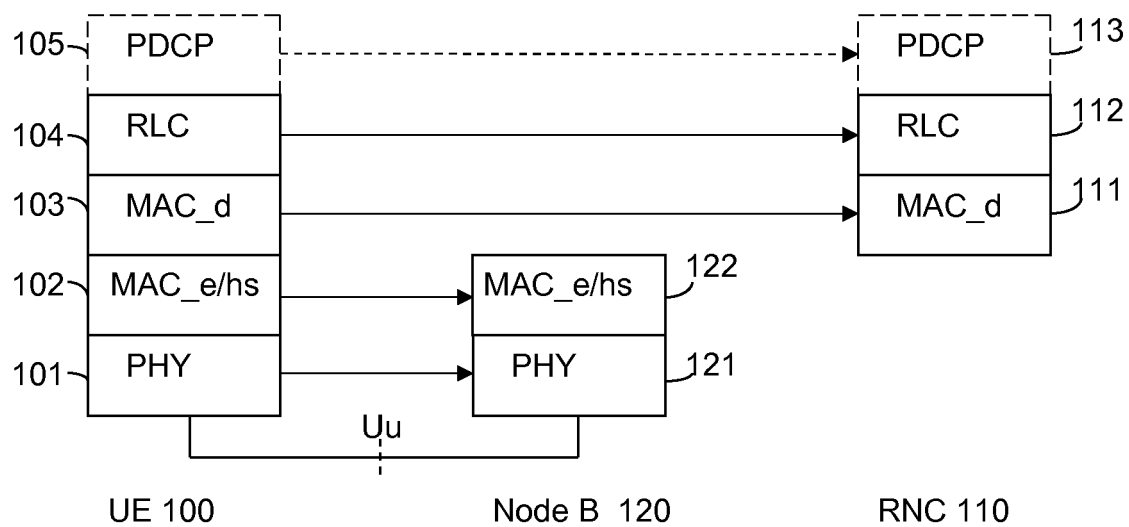 105 PDCP PDCP 113
104 RLC RLC 112
103 MAC_d MAC_d 111
102 MAC_e/hs MAC_e/hs 122
101 PHY PHY 121
Uu
UE 100 Node B 120 RNC 110